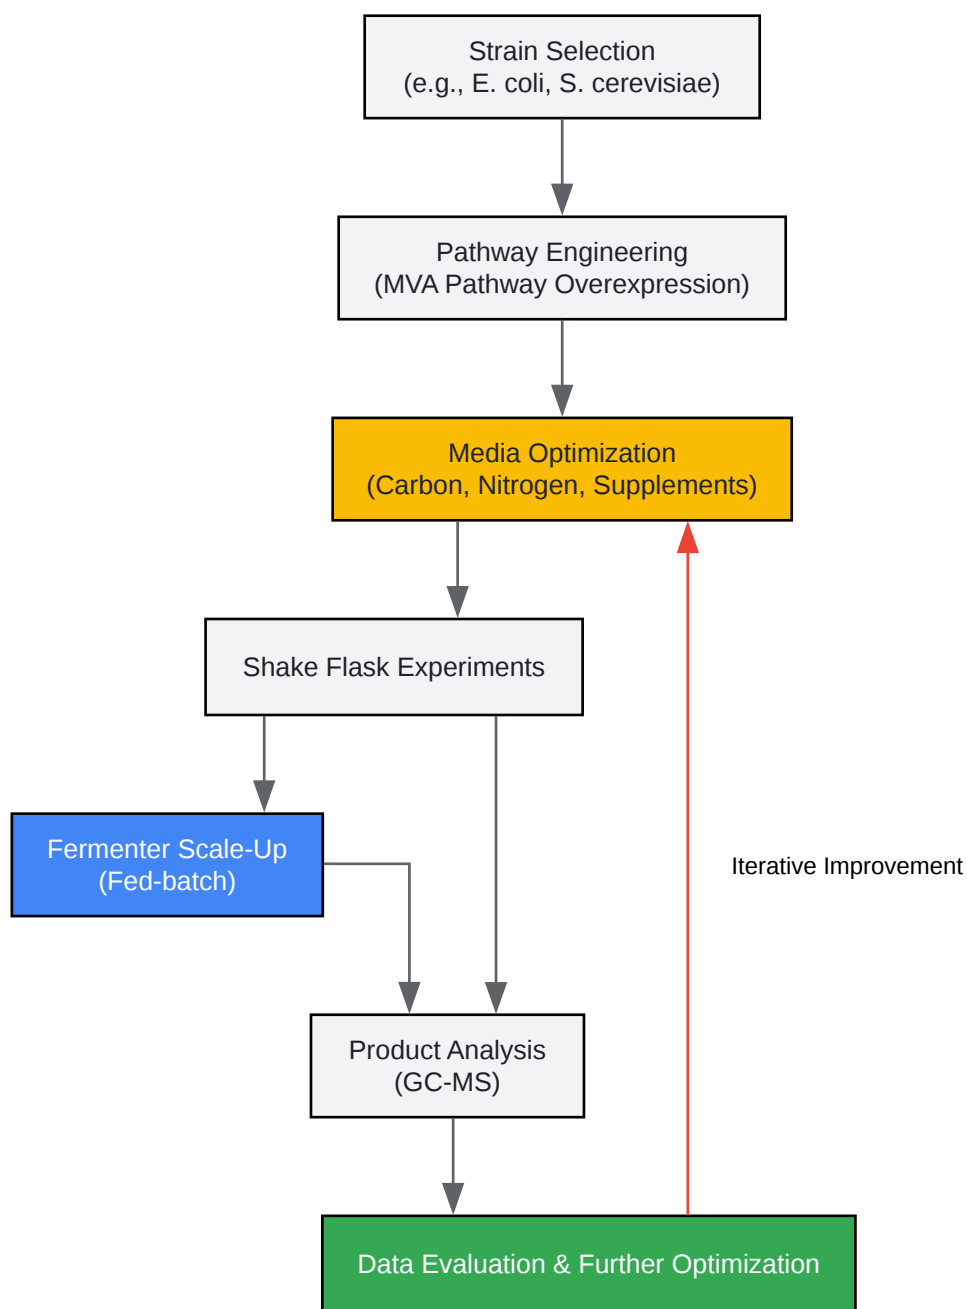 Strain Selection
(e.g., E. coli, S. cerevisiae)
Pathway Engineering
(MVA Pathway Overexpression)
Media Optimization
(Carbon, Nitrogen, Supplements)
Shake Flask Experiments
Fermenter Scale-Up
(Fed-batch)
Iterative Improvement
Product Analysis
(GC-MS)
Data Evaluation & Further Optimization